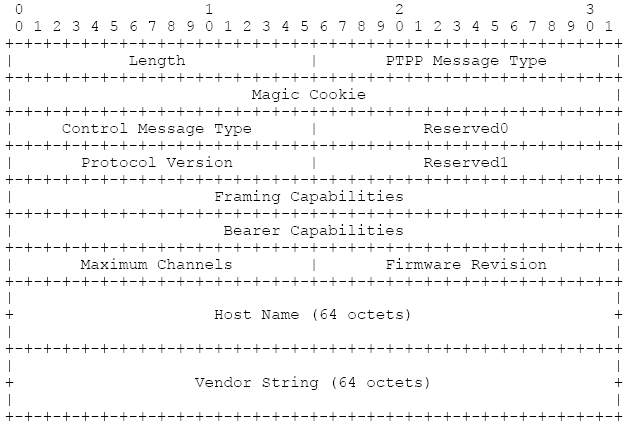 0                   1                   2                   3
 0 1 2 3 4 5 6 7 8 9 0 1 2 3 4 5 6 7 8 9 0 1 2 3 4 5 6 7 8 9 0 1
+-+-+-+-+-+-+-+-+-+-+-+-+-+-+-+-+-+-+-+-+-+-+-+-+-+-+-+-+-+-+-+-+
|            Length             |       PTPP Message Type       |
+-+-+-+-+-+-+-+-+-+-+-+-+-+-+-+-+-+-+-+-+-+-+-+-+-+-+-+-+-+-+-+-+
|                         Magic Cookie                          |
+-+-+-+-+-+-+-+-+-+-+-+-+-+-+-+-+-+-+-+-+-+-+-+-+-+-+-+-+-+-+-+-+
|     Control Message Type      |           Reserved0           |
+-+-+-+-+-+-+-+-+-+-+-+-+-+-+-+-+-+-+-+-+-+-+-+-+-+-+-+-+-+-+-+-+
|       Protocol Version        |           Reserved1           |
+-+-+-+-+-+-+-+-+-+-+-+-+-+-+-+-+-+-+-+-+-+-+-+-+-+-+-+-+-+-+-+-+
|                     Framing Capabilities                      |
+-+-+-+-+-+-+-+-+-+-+-+-+-+-+-+-+-+-+-+-+-+-+-+-+-+-+-+-+-+-+-+-+
|                      Bearer Capabilities                      |
+-+-+-+-+-+-+-+-+-+-+-+-+-+-+-+-+-+-+-+-+-+-+-+-+-+-+-+-+-+-+-+-+
|       Maximum Channels        |       Firmware Revision       |
+-+-+-+-+-+-+-+-+-+-+-+-+-+-+-+-+-+-+-+-+-+-+-+-+-+-+-+-+-+-+-+-+
|                                                               |
+                     Host Name (64 octets)                     +
|                                                               |
+-+-+-+-+-+-+-+-+-+-+-+-+-+-+-+-+-+-+-+-+-+-+-+-+-+-+-+-+-+-+-+-+
|                                                               |
+                   Vendor String (64 octets)                   +
|                                                               |
+-+-+-+-+-+-+-+-+-+-+-+-+-+-+-+-+-+-+-+-+-+-+-+-+-+-+-+-+-+-+-+-+